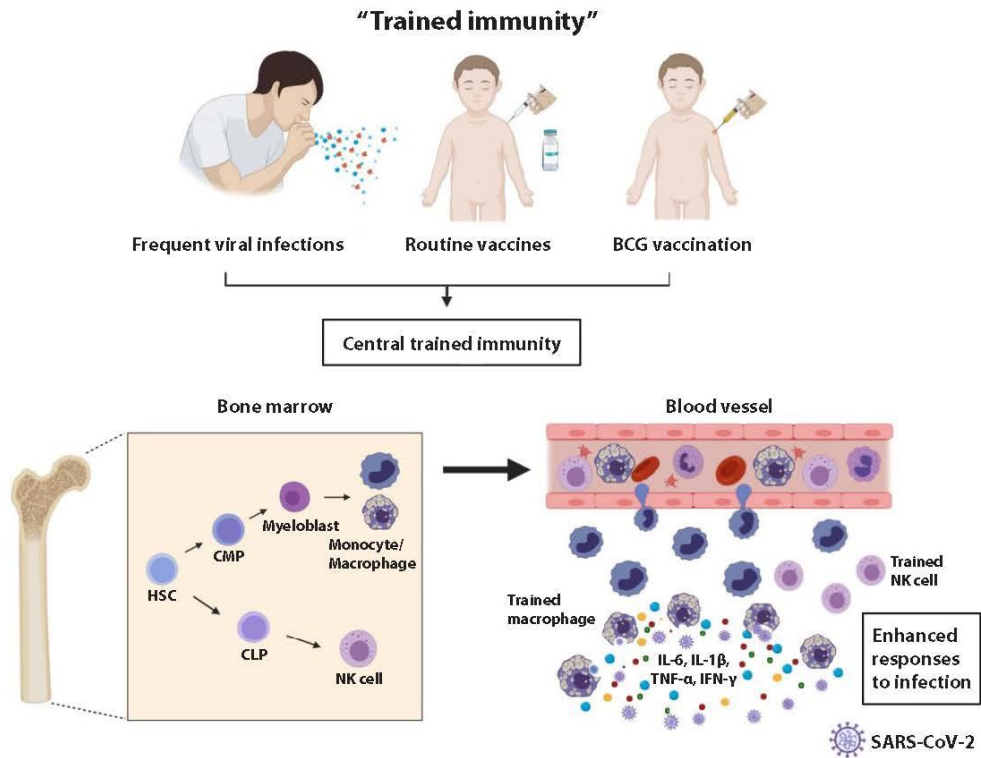 “Trained immunity”
Frequent viral infections
Routine vaccines
BCG vaccination
Central trained immunity
Bone marrow
Blood vessel
Myeloblast
CMP
Monocyte/
Macrophage
HSC
CLP
NK cell
Trained
NK cell
Trained
macrophage
IL-6, IL-1β,
TNF-α, IFN-γ
Enhanced
responses
to infection
SARS-CoV-2